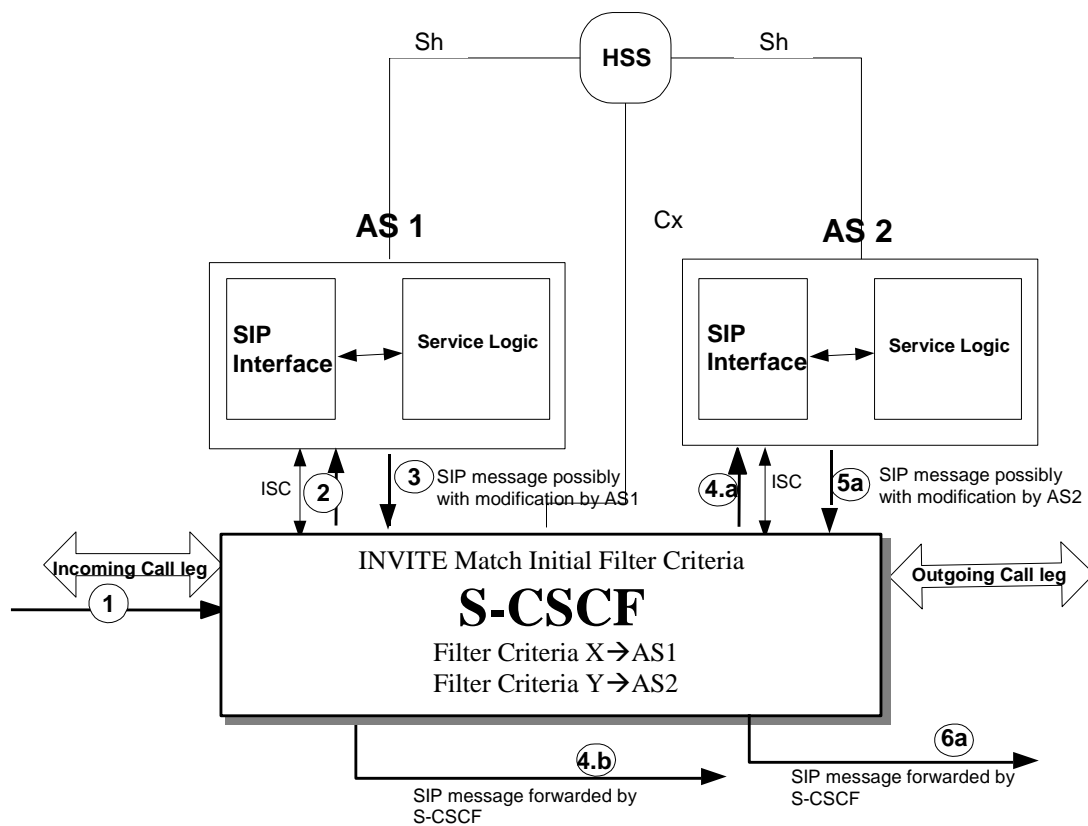 Sh
HSS
Sh
AS 1
Cx
AS 2
SIP
Interface
Service Logic
SIP
Interface
Service Logic
ISC
2
3
SIP message possibly
with modification by AS1
4.a
ISC
5a
SIP message possibly
with modification by AS2
Incoming Call leg
INVITE Match Initial Filter Criteria
Outgoing Call leg
1
S-CSCF
Filter Criteria X→AS1
Filter Criteria Y→AS2
4.b
SIP message forwarded by
S-CSCF
6a
SIP message forwarded by
S-CSCF